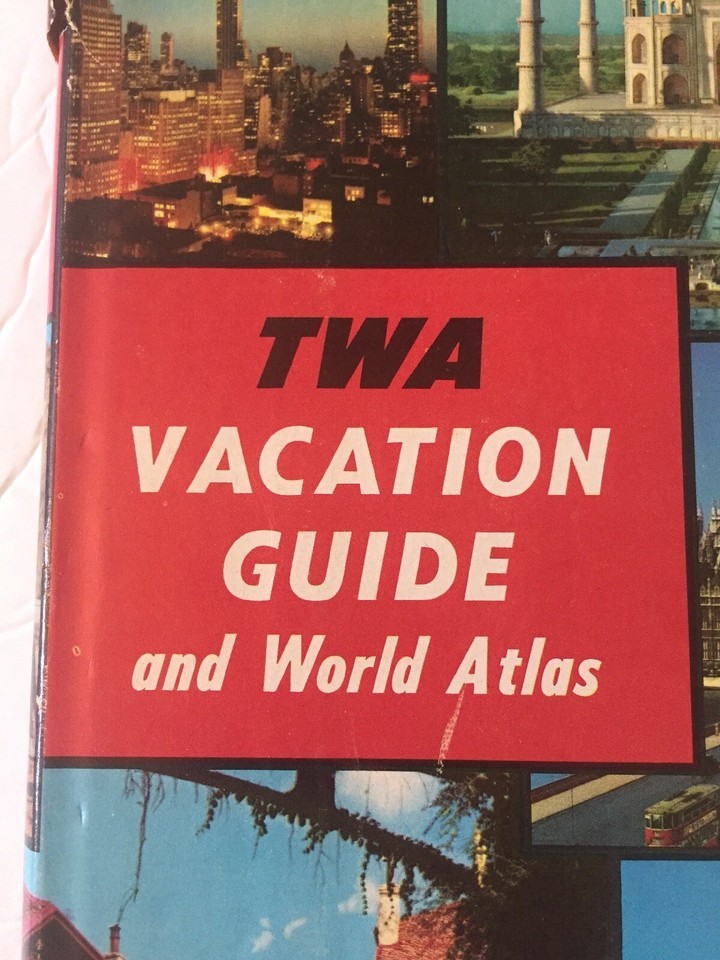 TWA
VACATION
GUIDE
and World Atlas